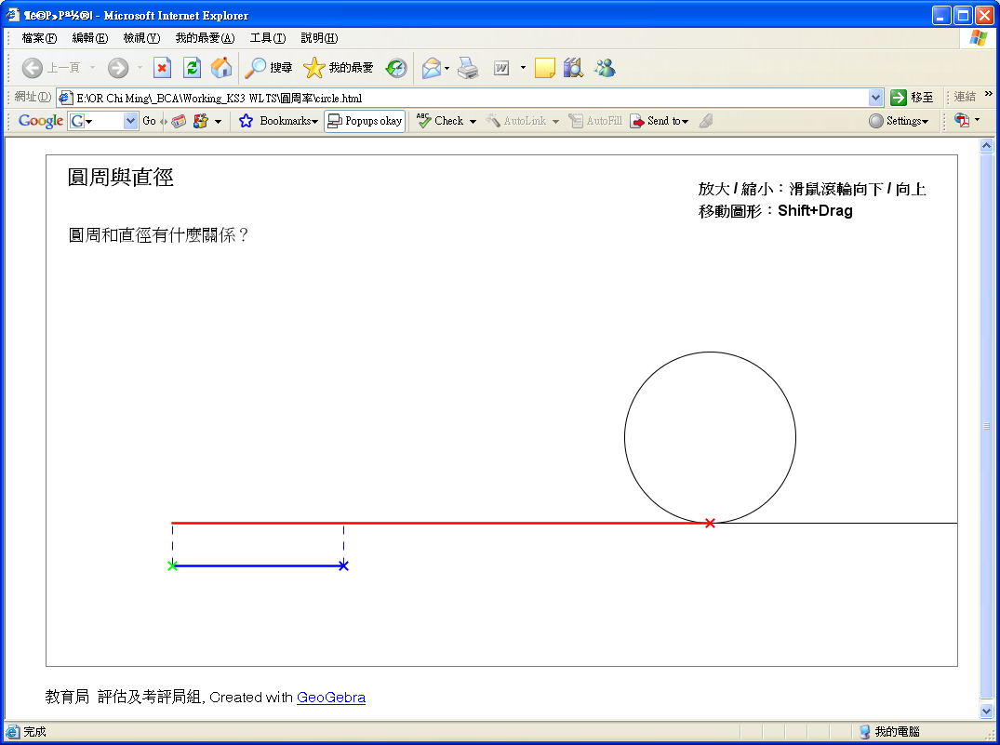 ¶ê©P»Pª½®| - Microsoft Internet Explorer
檔案(F) 編輯(E) 檢視(V) 我的最愛(A) 工具(T) 說明(H)
上一頁 搜尋 我的最愛
網址(D) E:\OR Chi Ming\_BCA\Working_KS3 WLTS\圓周率\circle.html 移至 連結 »
Google G Go Bookmarks Popups okay Check AutoLink AutoFill Send to Settings
圓周與直徑
放大 / 縮小：滑鼠滾輪向下 / 向上
移動圖形：Shift+Drag
圓周和直徑有什麼關係？
教育局 評估及考評局組, Created with GeoGebra
完成 我的電腦